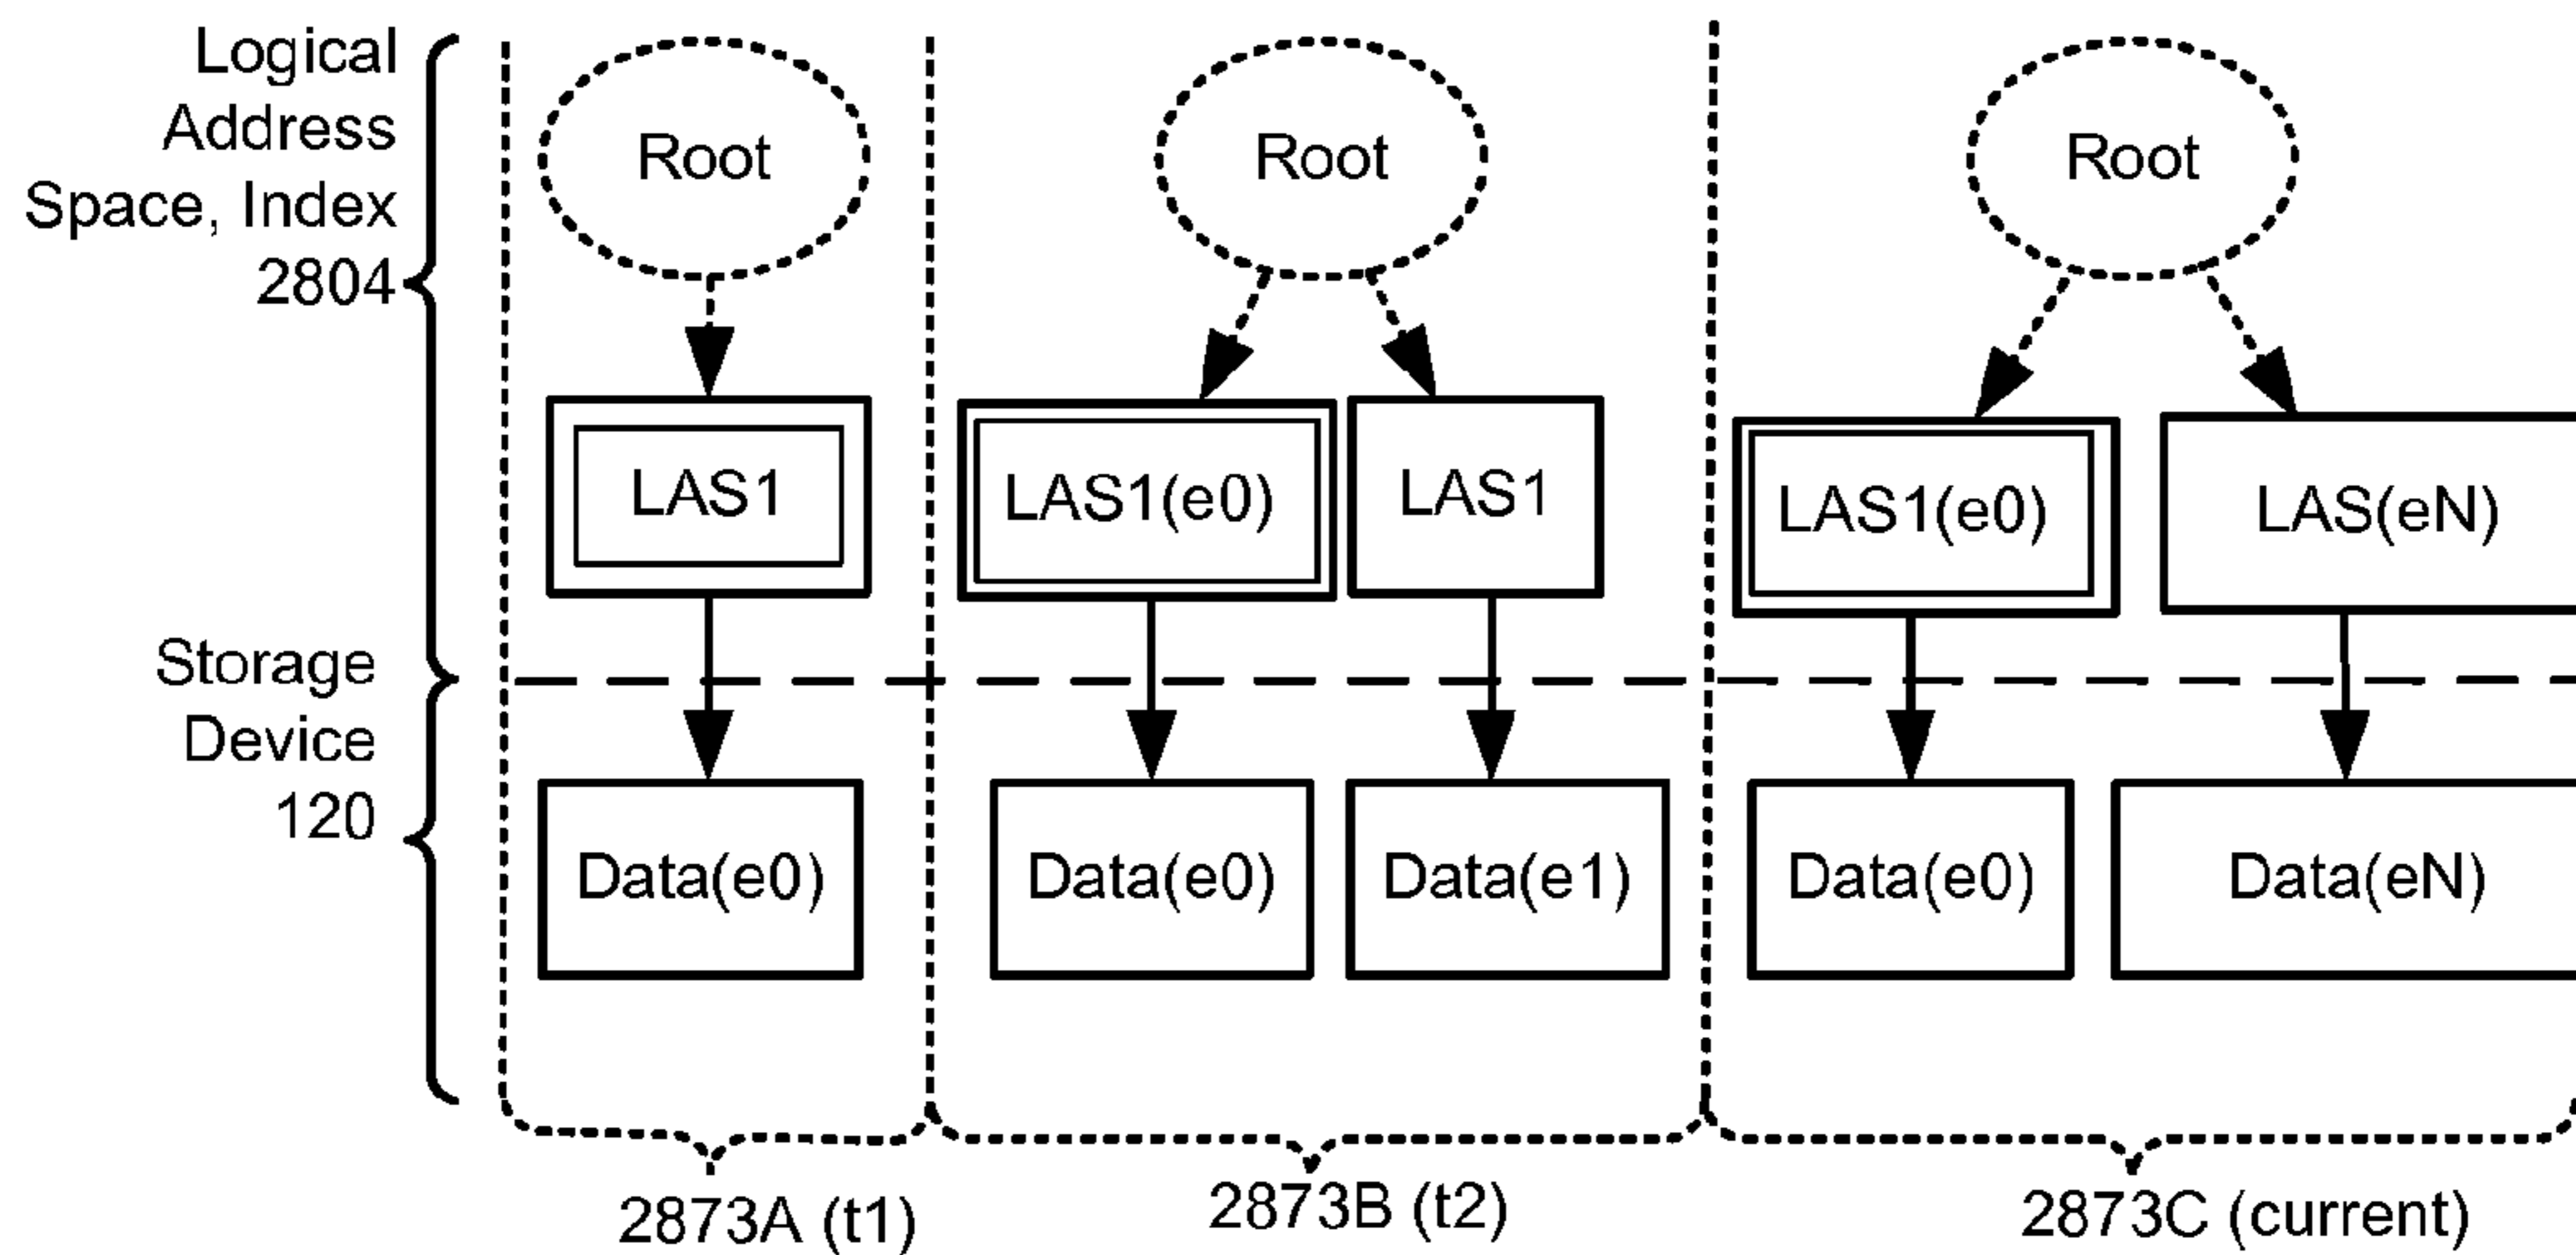 Logical
Address
Space, Index
2804
Storage
Device
120
Root
LAS1
Data(e0)
2873A (t1)
Root
LAS1(e0)
LAS1
Data(e0)
Data(e1)
2873B (t2)
Root
LAS1(e0)
LAS(eN)
Data(e0)
Data(eN)
2873C (current)